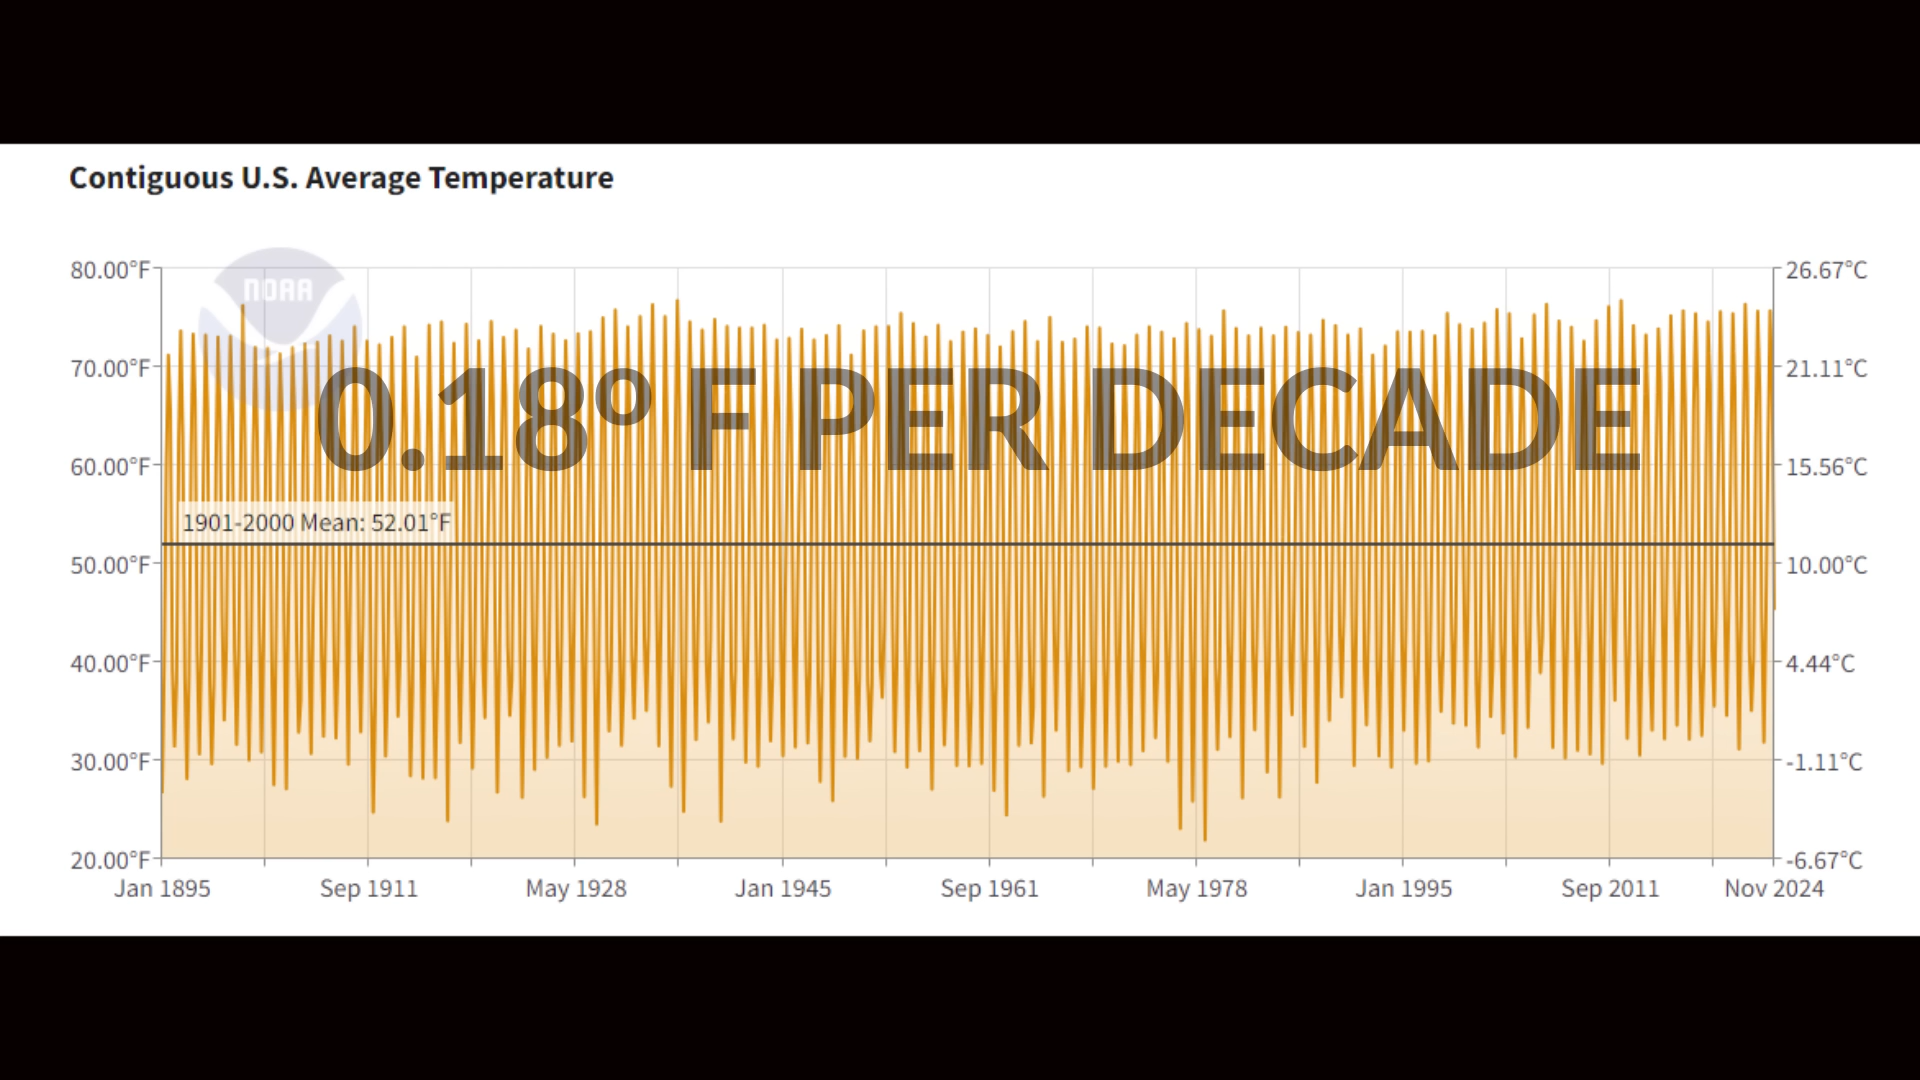 Contiguous U.S. Average Temperature
NOAA
80.00°F 26.67°C
70.00°F 21.11°C
0.18º F PER DECADE
60.00°F 15.56°C
1901-2000 Mean: 52.01°F
50.00°F 10.00°C
40.00°F 4.44°C
30.00°F -1.11°C
20.00°F -6.67°C
Jan 1895 Sep 1911 May 1928 Jan 1945 Sep 1961 May 1978 Jan 1995 Sep 2011 Nov 2024